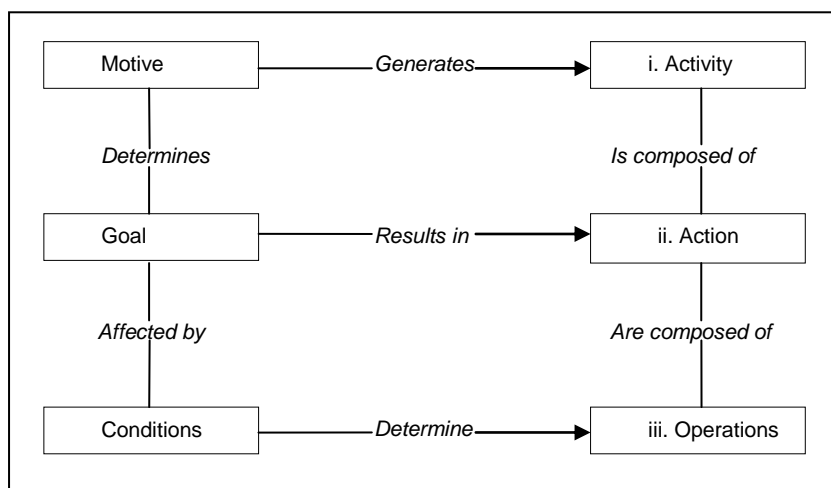 Motive Generates i. Activity
Determines Is composed of
Goal Results in ii. Action
Affected by Are composed of
Conditions Determine iii. Operations